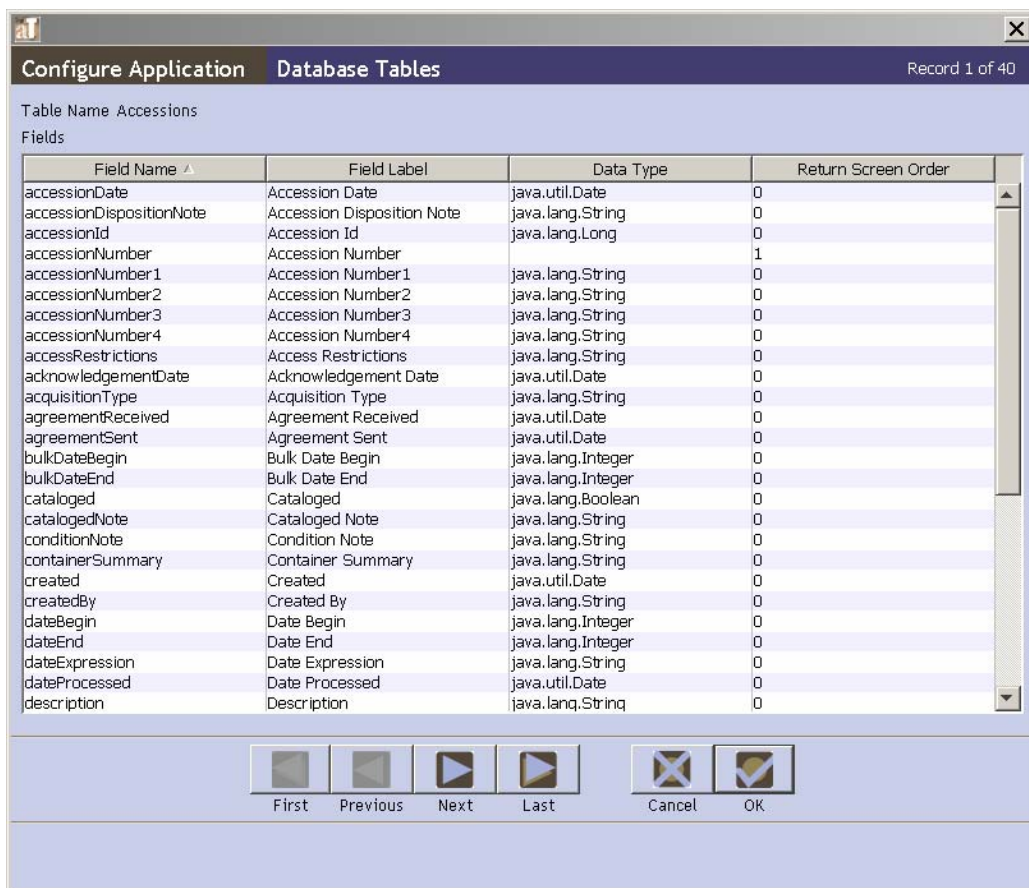 aT
Configure Application Database Tables Record 1 of 40
Table Name Accessions
Fields
Field Name Field Label Data Type Return Screen Order
accessionDate Accession Date java.util.Date 0
accessionDispositionNote Accession Disposition Note java.lang.String 0
accessionId Accession Id java.lang.Long 0
accessionNumber Accession Number 1
accessionNumber1 Accession Number1 java.lang.String 0
accessionNumber2 Accession Number2 java.lang.String 0
accessionNumber3 Accession Number3 java.lang.String 0
accessionNumber4 Accession Number4 java.lang.String 0
accessRestrictions Access Restrictions java.lang.String 0
acknowledgementDate Acknowledgement Date java.util.Date 0
acquisitionType Acquisition Type java.lang.String 0
agreementReceived Agreement Received java.util.Date 0
agreementSent Agreement Sent java.util.Date 0
bulkDateBegin Bulk Date Begin java.lang.Integer 0
bulkDateEnd Bulk Date End java.lang.Integer 0
cataloged Cataloged java.lang.Boolean 0
catalogedNote Cataloged Note java.lang.String 0
conditionNote Condition Note java.lang.String 0
containerSummary Container Summary java.lang.String 0
created Created java.util.Date 0
createdBy Created By java.lang.String 0
dateBegin Date Begin java.lang.Integer 0
dateEnd Date End java.lang.Integer 0
dateExpression Date Expression java.lang.String 0
dateProcessed Date Processed java.util.Date 0
description Description java.lang.String 0
First Previous Next Last Cancel OK